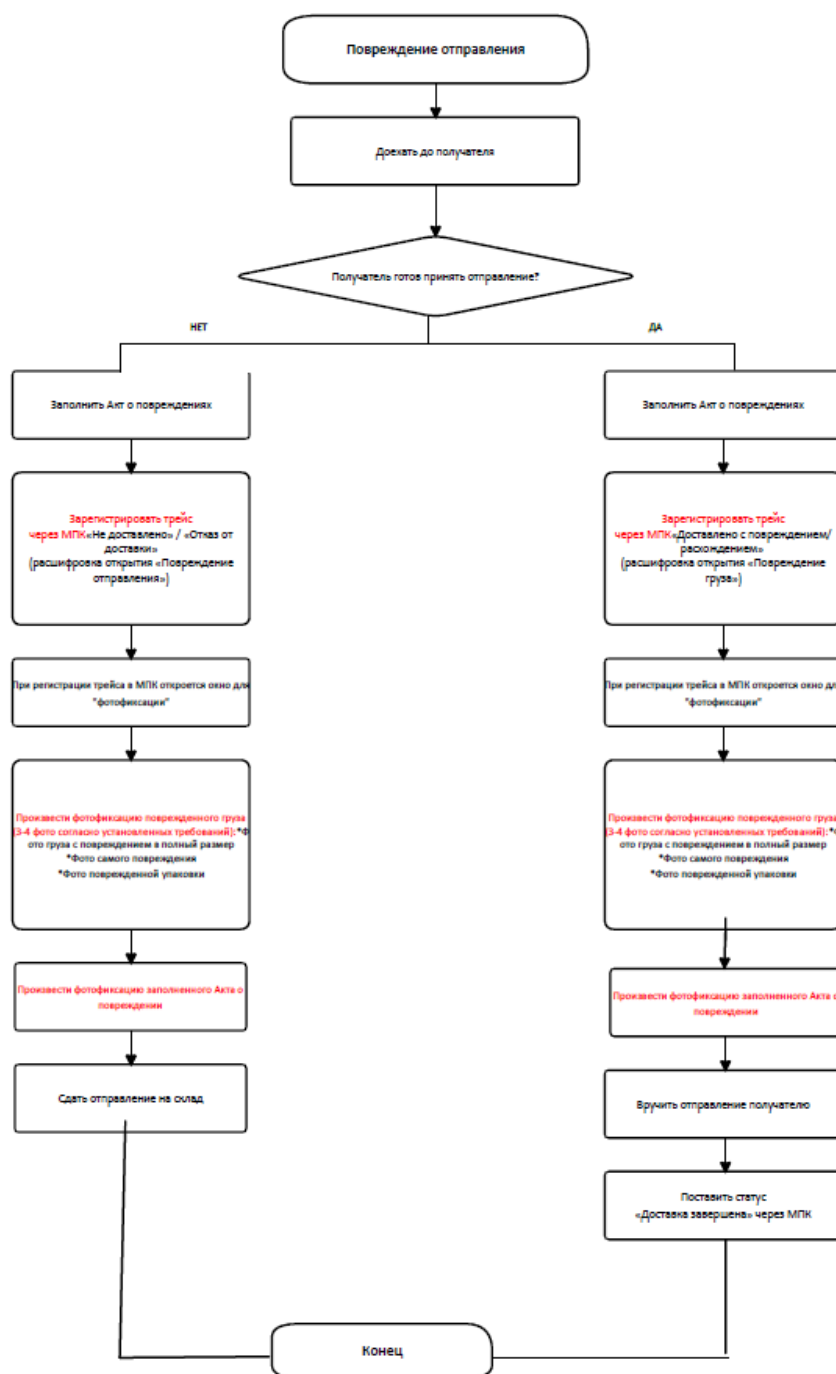 Повреждение отправления
Доехать до получателя
Получатель готов принять отправление?
НЕТ
ДА
Заполнить Акт о повреждениях
Зарегистрировать трейс
через МПК«Не доставлено» / «Отказ от
доставки»
(расшифровка открытия «Повреждение
отправления»)
При регистрации трейса в МПК откроется окно для
"фотофиксации"
Произвести фотофиксацию поврежденного груза
(3-4 фото согласно установленных требований):*Ф
ото груза с повреждением в полный размер
*Фото самого повреждения
*Фото поврежденной упаковки
Произвести фотофиксацию заполненного Акта о
повреждении
Сдать отправление на склад
Заполнить Акт о повреждениях
Зарегистрировать трейс
через МПК«Доставлено с повреждением/
расхождением»
(расшифровка открытия «Повреждение
груза»)
При регистрации трейса в МПК откроется окно для
"фотофиксации"
Произвести фотофиксацию поврежденного груза
(3-4 фото согласно установленных требований):*Ф
ото груза с повреждением в полный размер
*Фото самого повреждения
*Фото поврежденной упаковки
Произвести фотофиксацию заполненного Акта о
повреждении
Вручить отправление получателю
Поставить статус
«Доставка завершена» через МПК
Конец